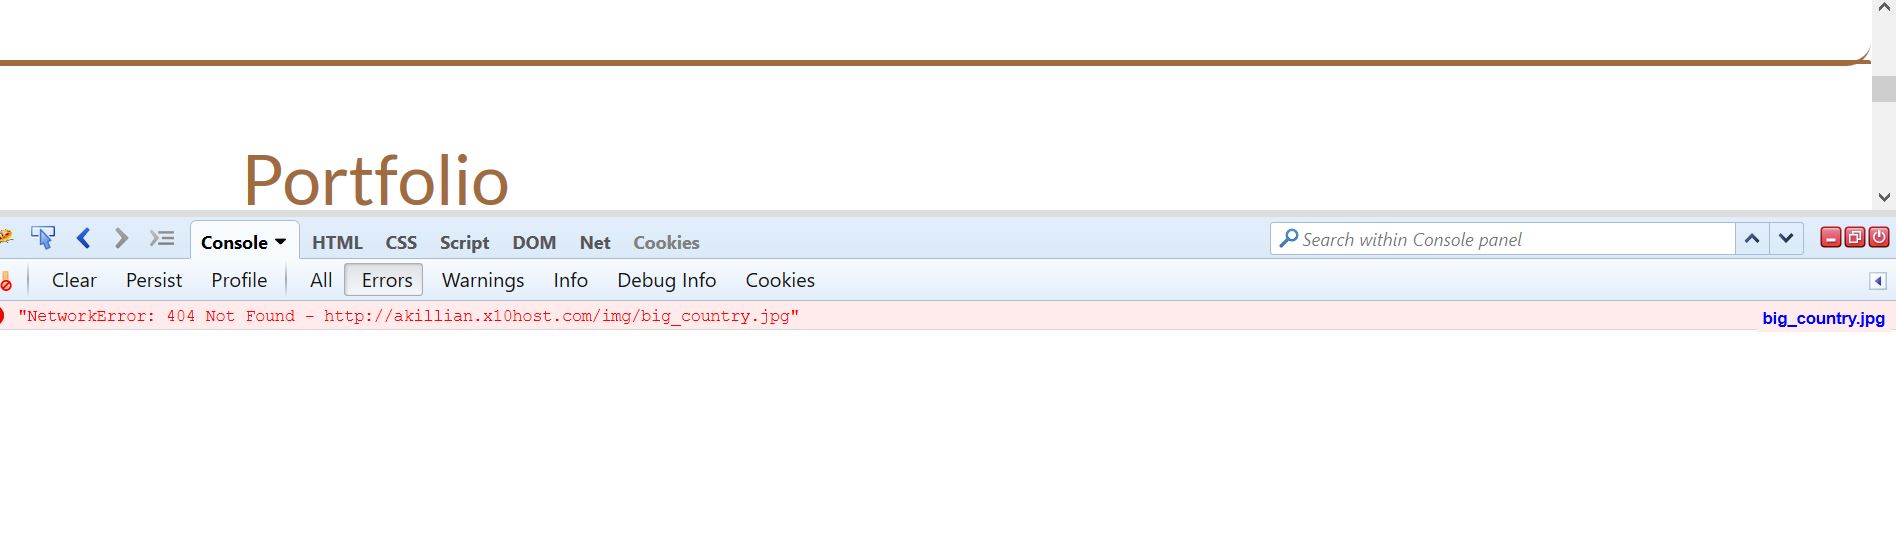 Portfolio
Console HTML CSS Script DOM Net Cookies Search within Console panel
Clear Persist Profile All Errors Warnings Info Debug Info Cookies
"NetworkError: 404 Not Found - http://akillian.x10host.com/img/big_country.jpg" big_country.jpg